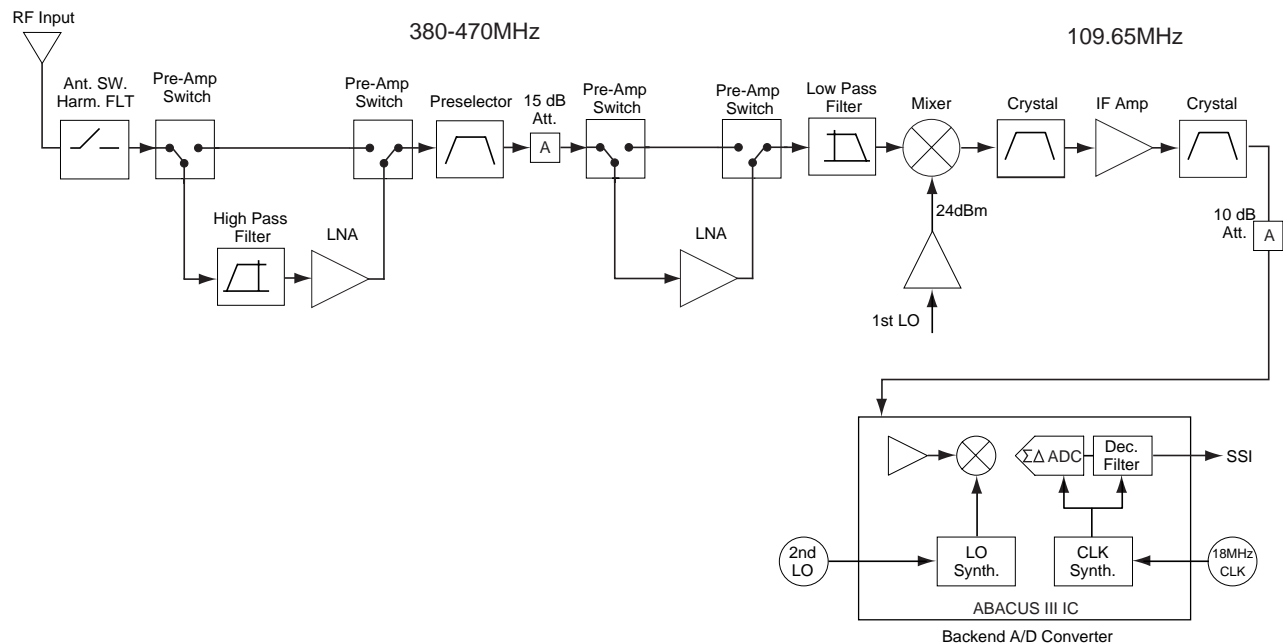 RF Input
380-470MHz
109.65MHz
Ant. SW.
Harm. FLT
Pre-Amp
Switch
Pre-Amp
Switch
Preselector
15 dB
Att.
A
Pre-Amp
Switch
Pre-Amp
Switch
Low Pass
Filter
Mixer
Crystal
IF Amp
Crystal
High Pass
Filter
LNA
LNA
24dBm
1st LO
10 dB
Att.
A
ΣΔ ADC
Dec.
Filter
SSI
2nd
LO
LO
Synth.
CLK
Synth.
18MHz
CLK
ABACUS III IC
Backend A/D Converter